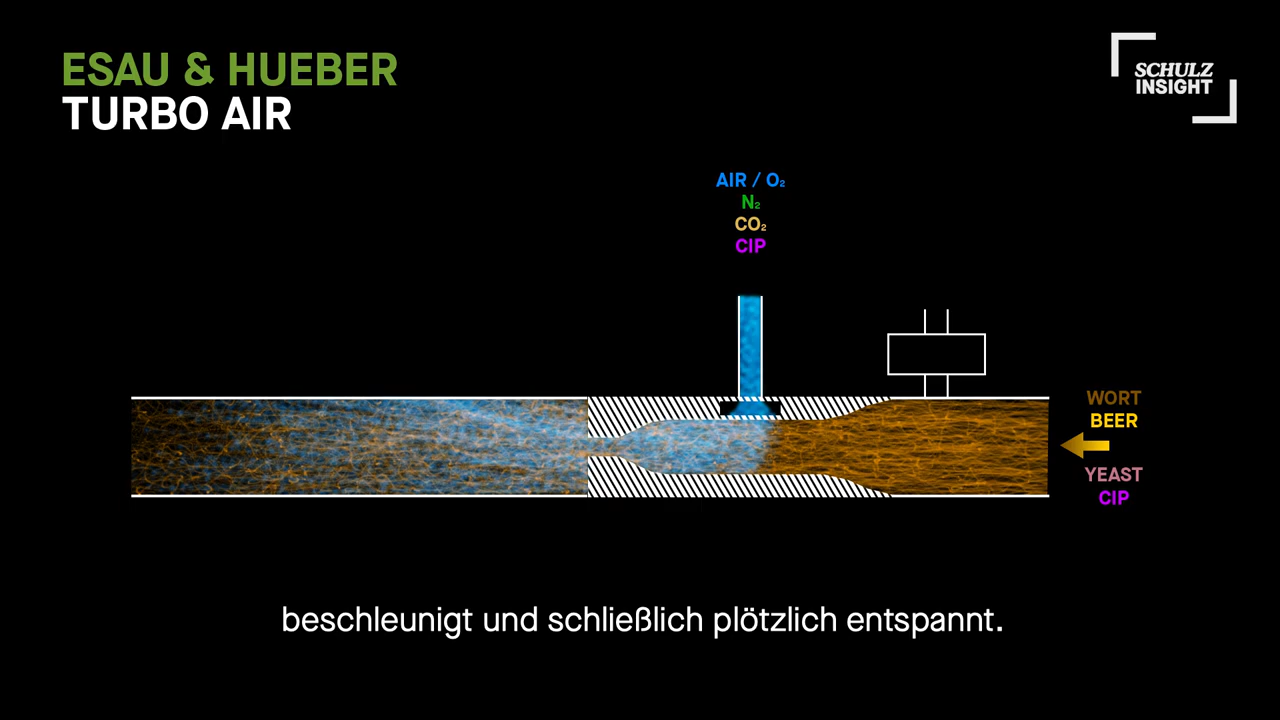 ESAU & HUEBER
TURBO AIR
SCHULZ
INSIGHT
AIR / O₂
N₂
CO₂
CIP
WORT
BEER
YEAST
CIP
beschleunigt und schließlich plötzlich entspannt.